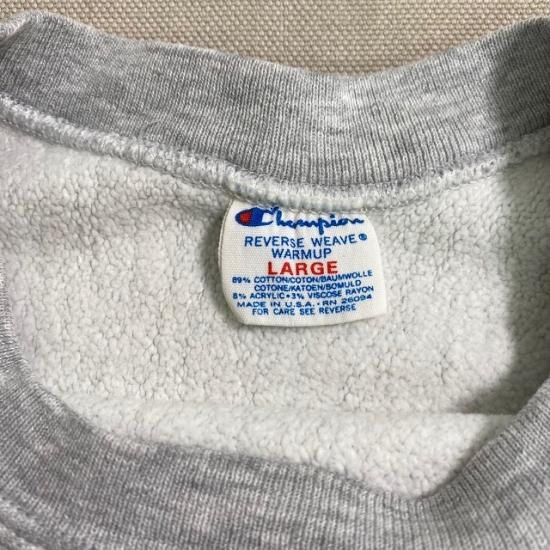 Champion
REVERSE WEAVE®
WARMUP
LARGE
89% COTTON/COTON/BAUMWOLLE
COTONE/KATOEN/BOMULD
8% ACRYLIC • 3% VISCOSE RAYON
MADE IN U.S.A. • RN 26094
FOR CARE SEE REVERSE